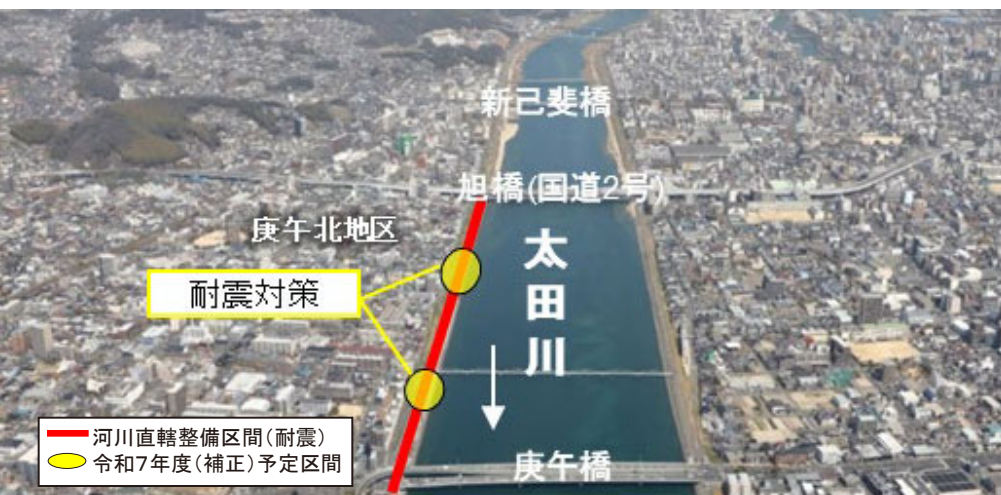 新己斐橋
旭橋(国道2号)
庚午北地区
太田川
耐震対策
河川直轄整備区間(耐震)
令和7年度(補正)予定区間
庚午橋